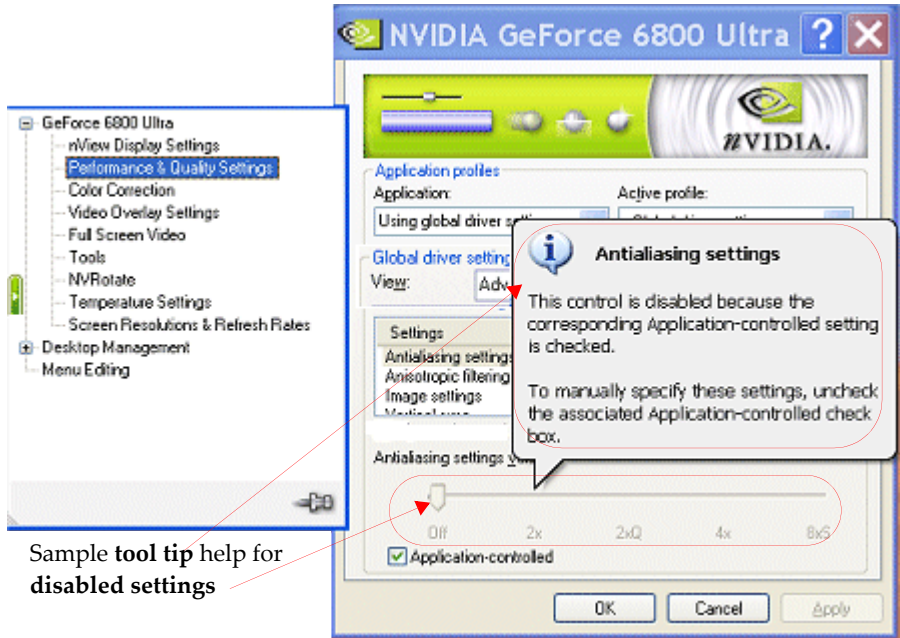 NVIDIA GeForce 6800 Ultra
NVIDIA.
GeForce 6800 Ultra
nView Display Settings
Performance & Quality Settings
Color Correction
Video Overlay Settings
Full Screen Video
Tools
NVRotate
Temperature Settings
Screen Resolutions & Refresh Rates
Desktop Management
Menu Editing
Application profiles
Application:
Active profile:
Using global driver
Global driver
View:
Settings
Antialiasing settings
Anisotropic filtering
Image settings
Antialiasing settings
Antialiasing settings
This control is disabled because the
corresponding Application-controlled setting
is checked.
To manually specify these settings, uncheck
the associated Application-controlled check
box.
Off 2x 2xQ 4x 8xS
Application-controlled
OK Cancel Apply
Sample tool tip help for
disabled settings